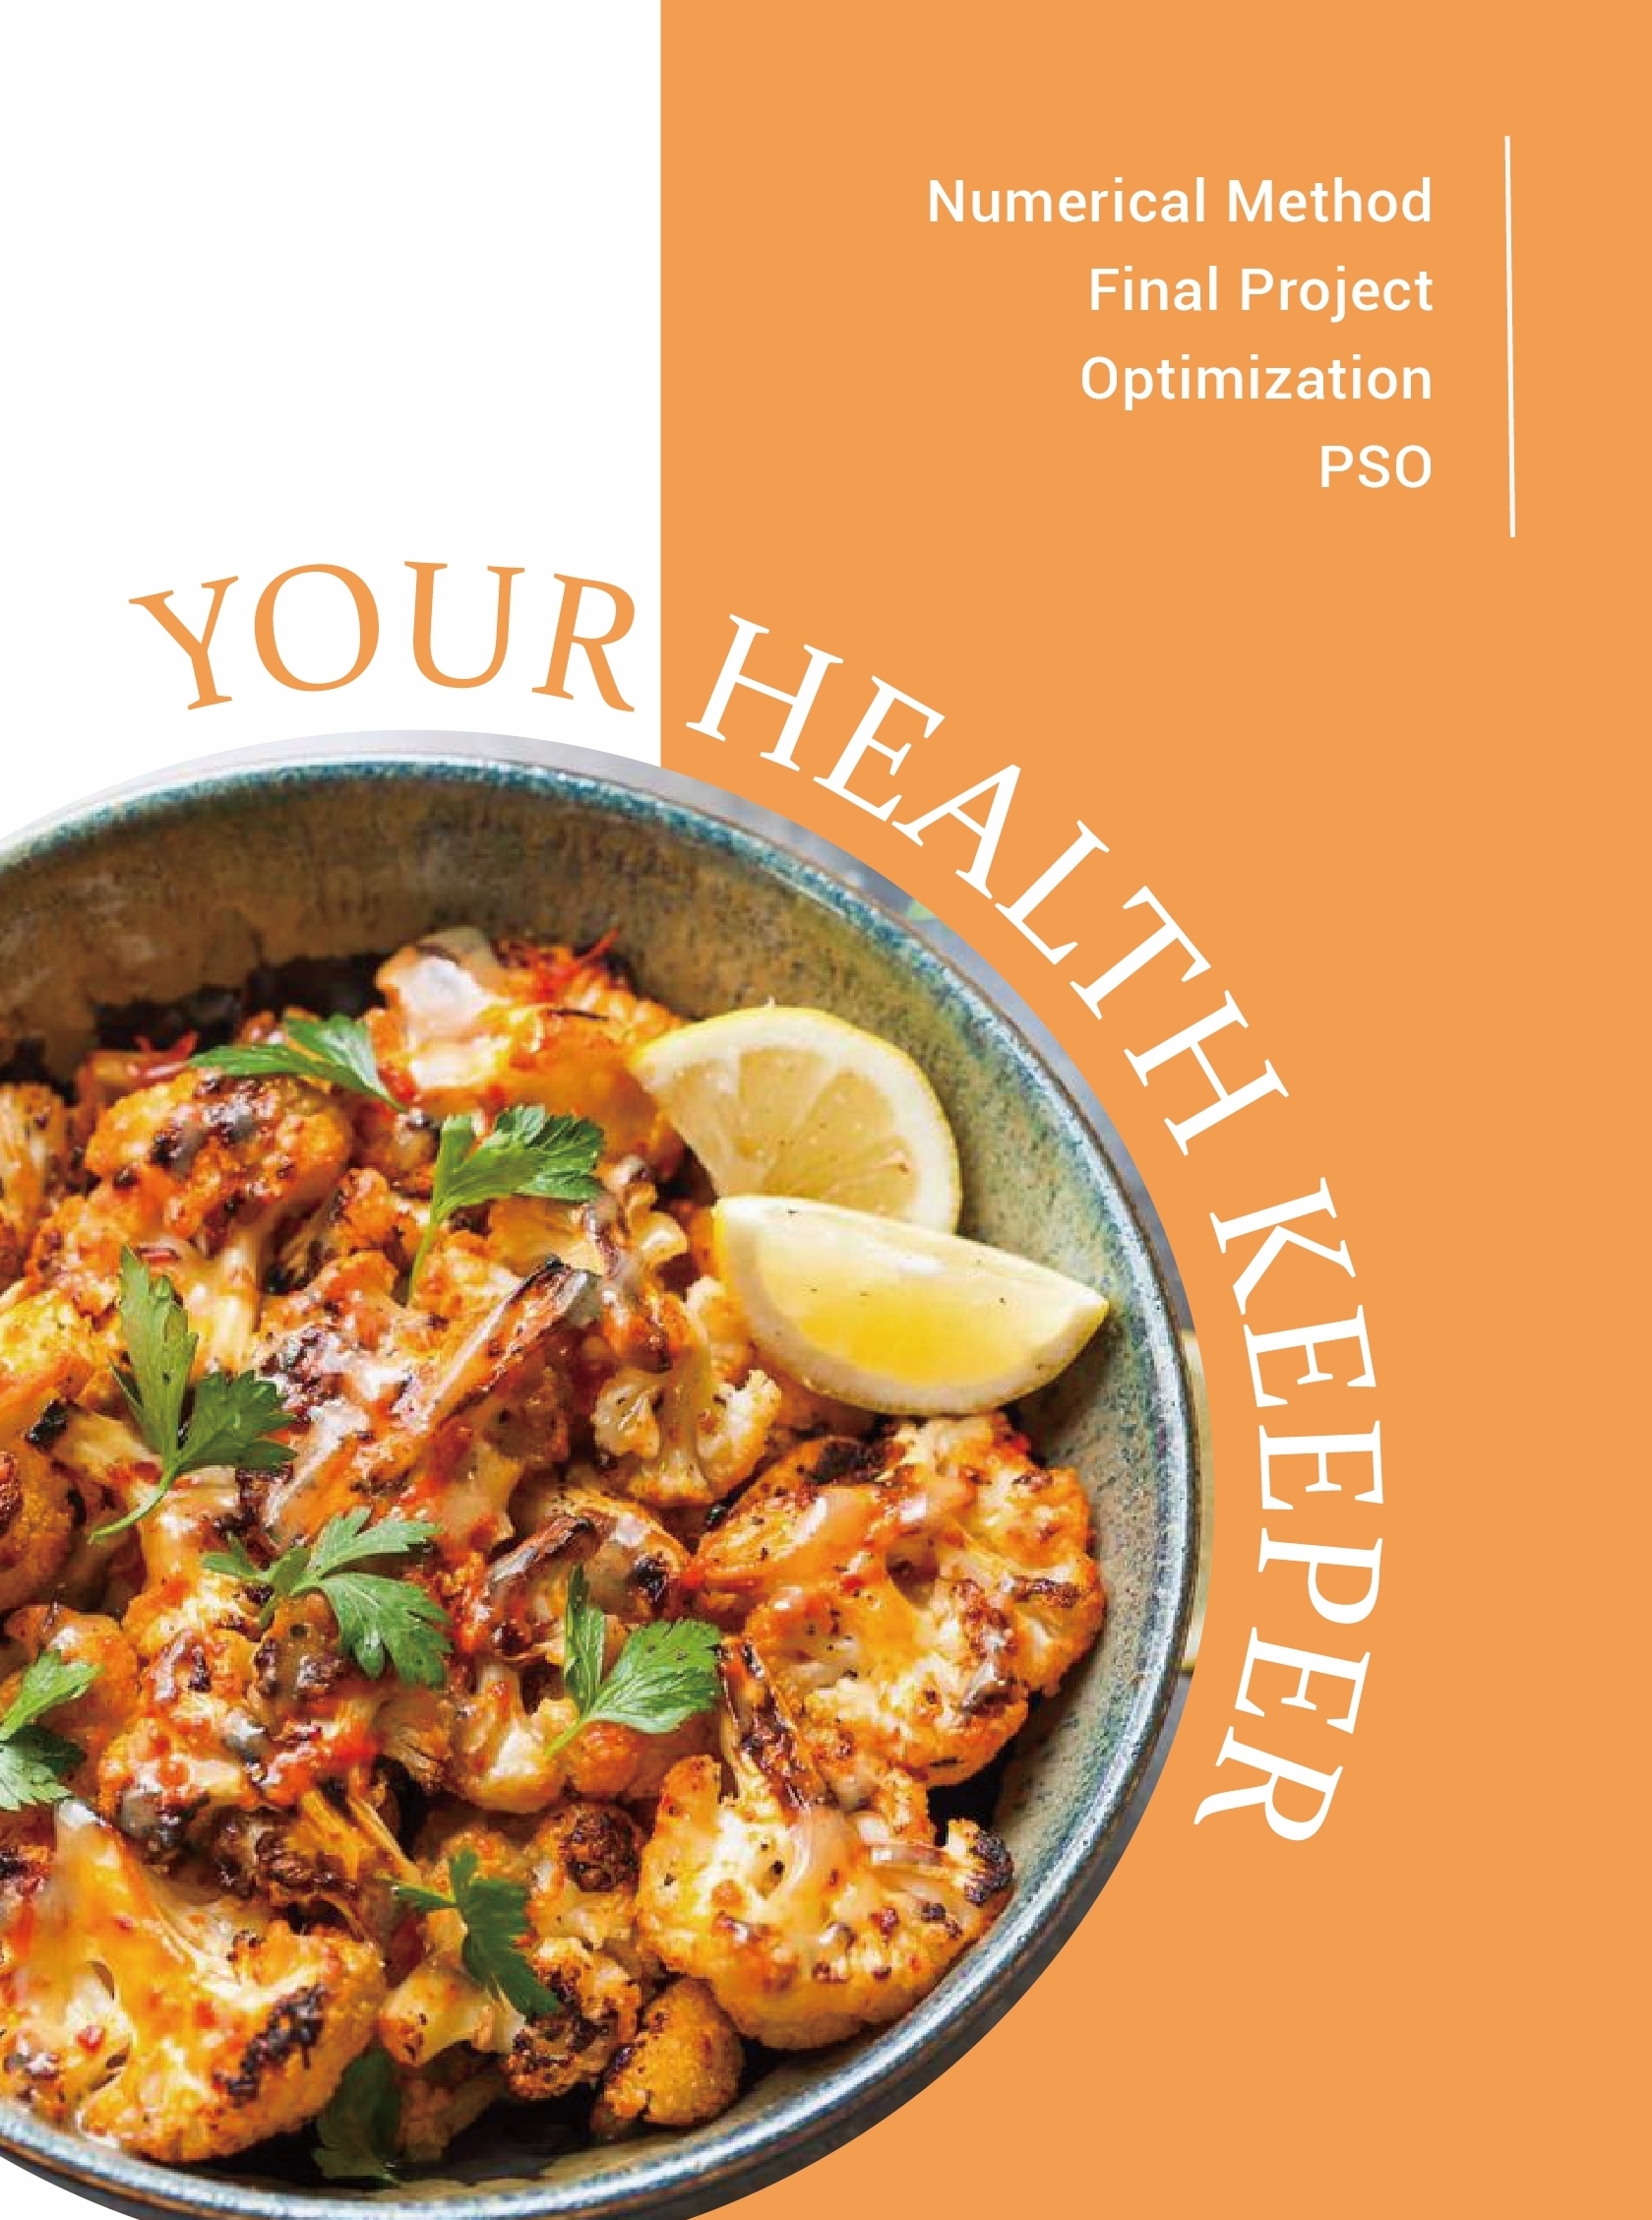 Numerical Method
Final Project
Optimization
PSO
YOUR HEALTH KEEPER